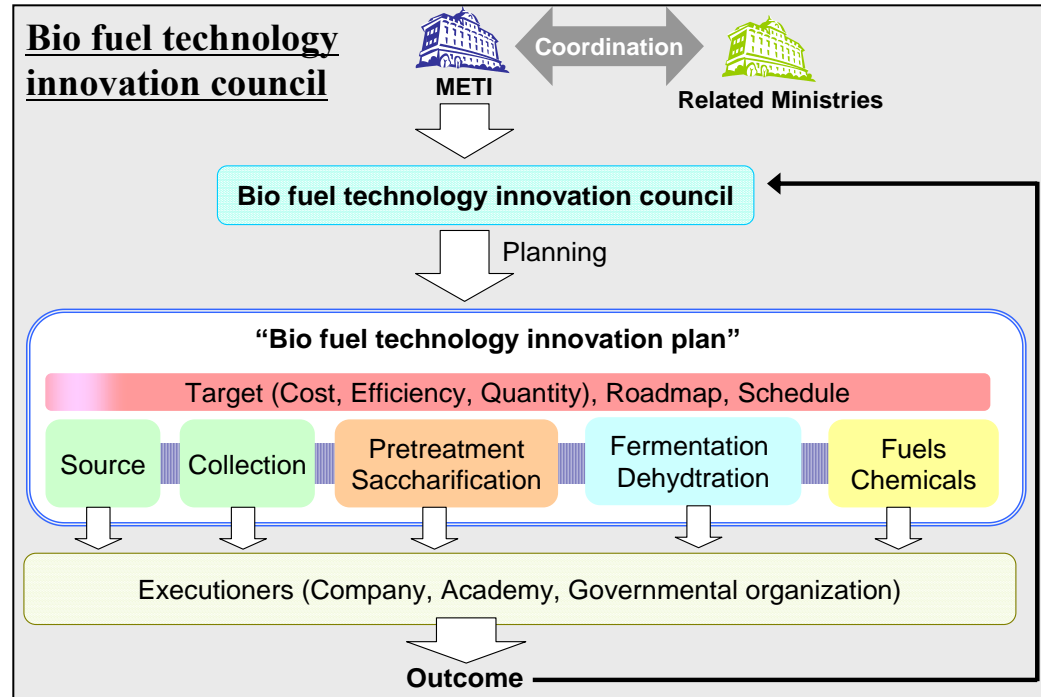 Bio fuel technology
innovation council
Coordination
METI
Related Ministries
Bio fuel technology innovation council
Planning
“Bio fuel technology innovation plan”
Target (Cost, Efficiency, Quantity), Roadmap, Schedule
Source
Collection
Pretreatment
Saccharification
Fermentation
Dehydtration
Fuels
Chemicals
Executioners (Company, Academy, Governmental organization)
Outcome